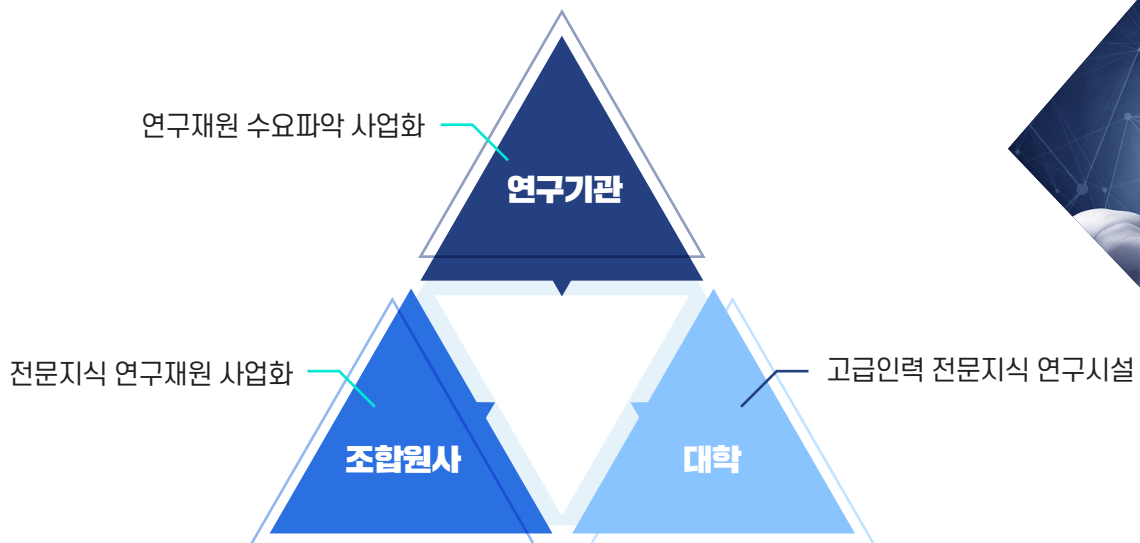 연구재원 수요파악 사업화
연구기관
전문지식 연구재원 사업화
고급인력 전문지식 연구시설
조합원사
대학